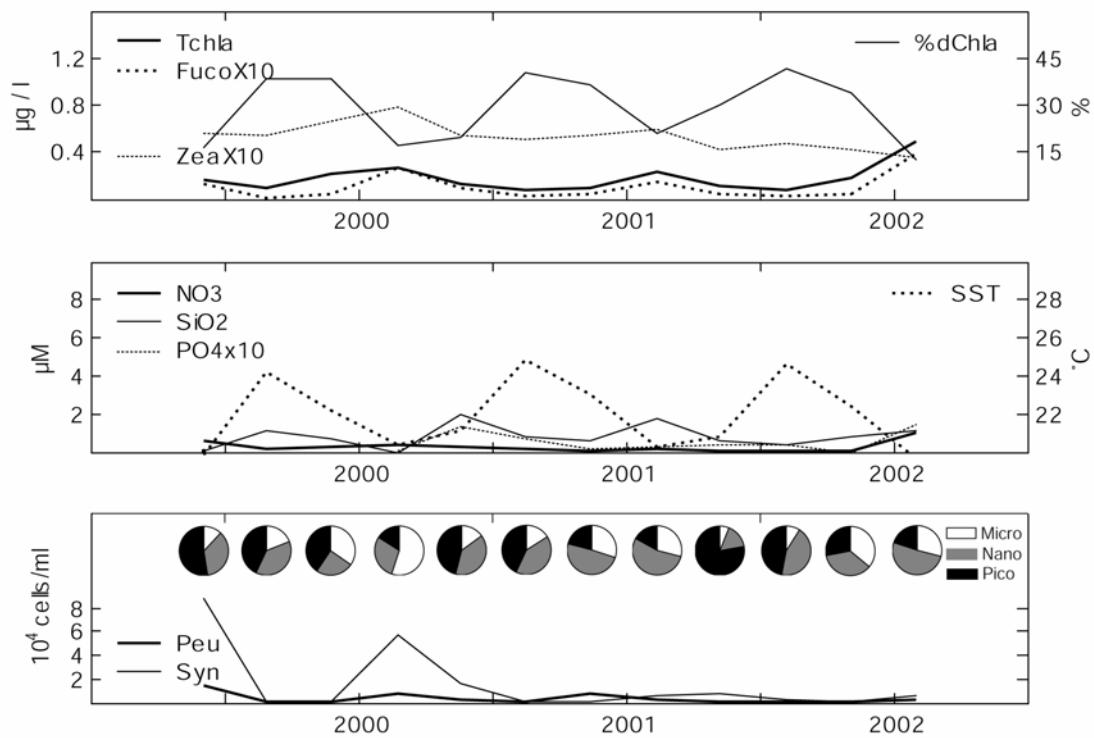 Tchla
%dChla
FucoX10
ZeaX10
µg / l
1.2
0.8
0.4
45
30
15
%
2000
2001
2002
NO3
SST
SiO2
PO4x10
µM
8
6
4
2
28
26
24
22
°C
2000
2001
2002
Micro
Nano
Pico
10⁴ cells/ml
8
6
4
2
Peu
Syn
2000
2001
2002